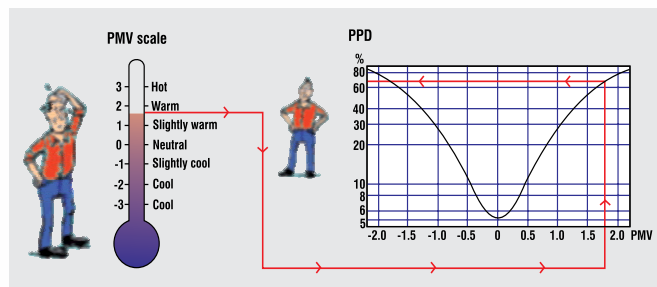 PMV scale
3 Hot
2 Warm
1 Slightly warm
0 Neutral
-1 Slightly cool
-2 Cool
-3 Cool
PPD
%
80
60
40
30
20
10
8
6
5
-2.0 -1.5 -1.0 -0.5 0 0.5 1.0 1.5 2.0 PMV